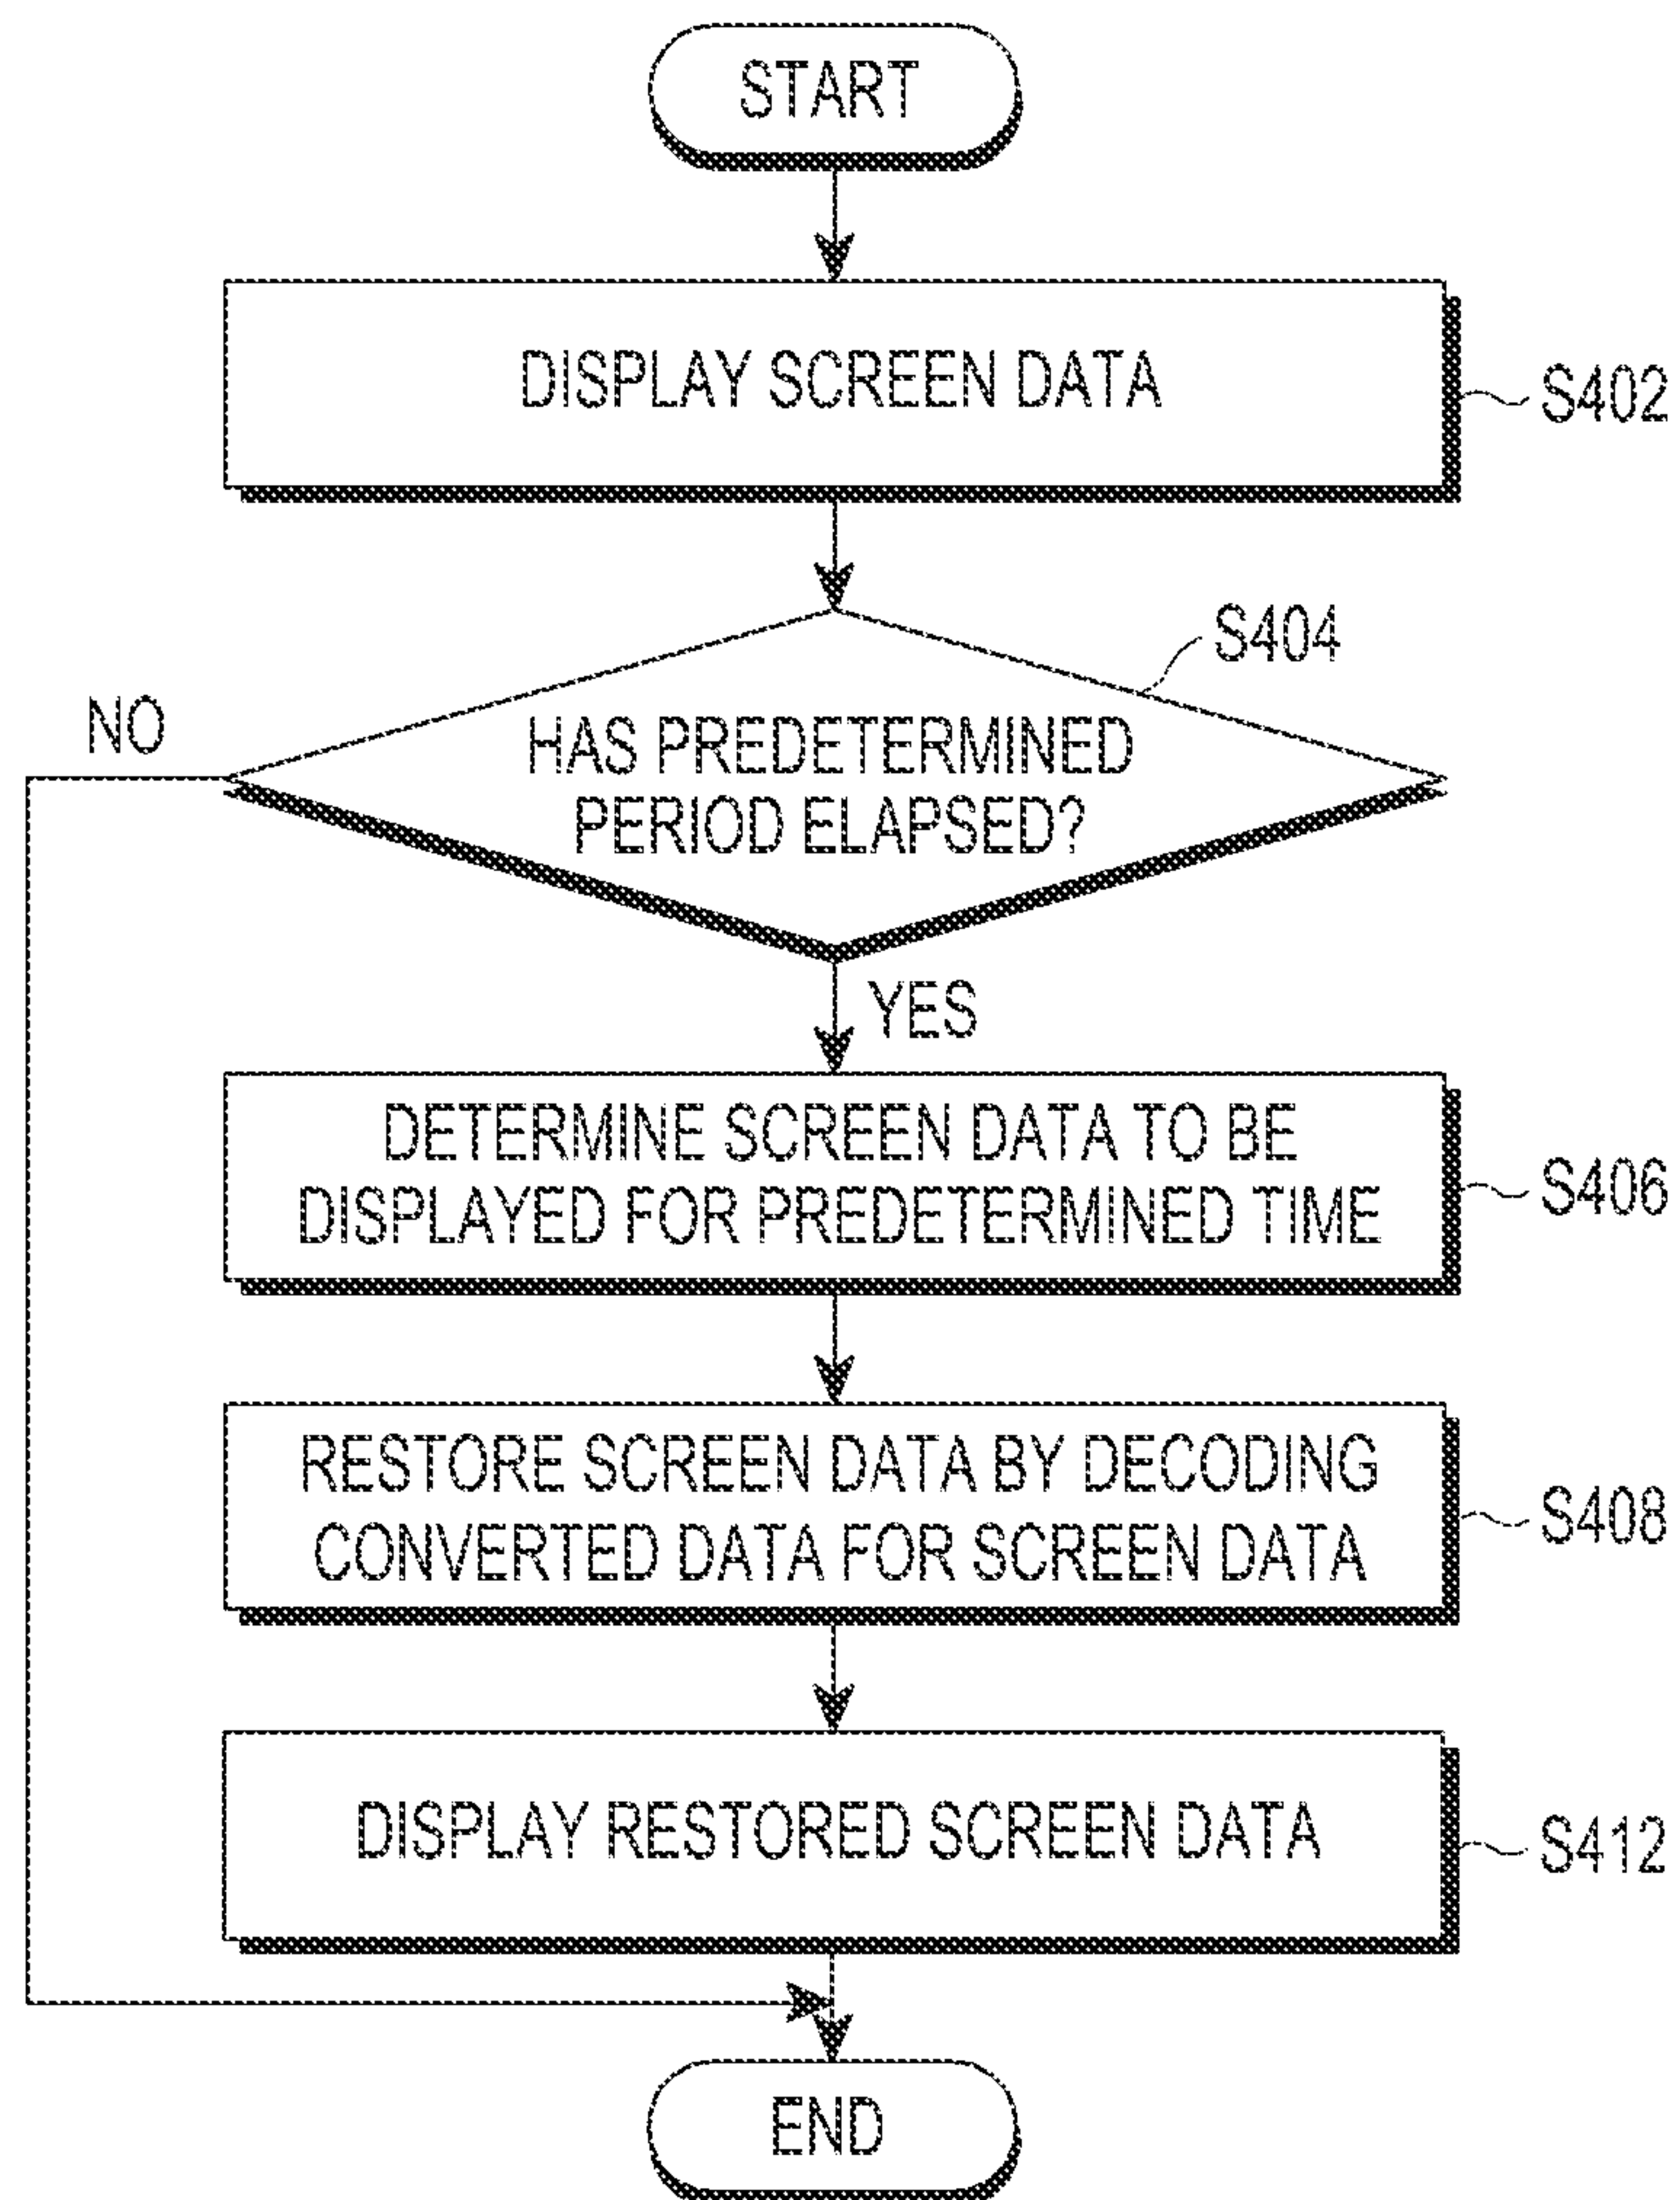 START
DISPLAY SCREEN DATA
S402
S404
NO
HAS PREDETERMINED
PERIOD ELAPSED?
YES
DETERMINE SCREEN DATA TO BE
DISPLAYED FOR PREDETERMINED TIME
S406
RESTORE SCREEN DATA BY DECODING
CONVERTED DATA FOR SCREEN DATA
S408
DISPLAY RESTORED SCREEN DATA
S412
END